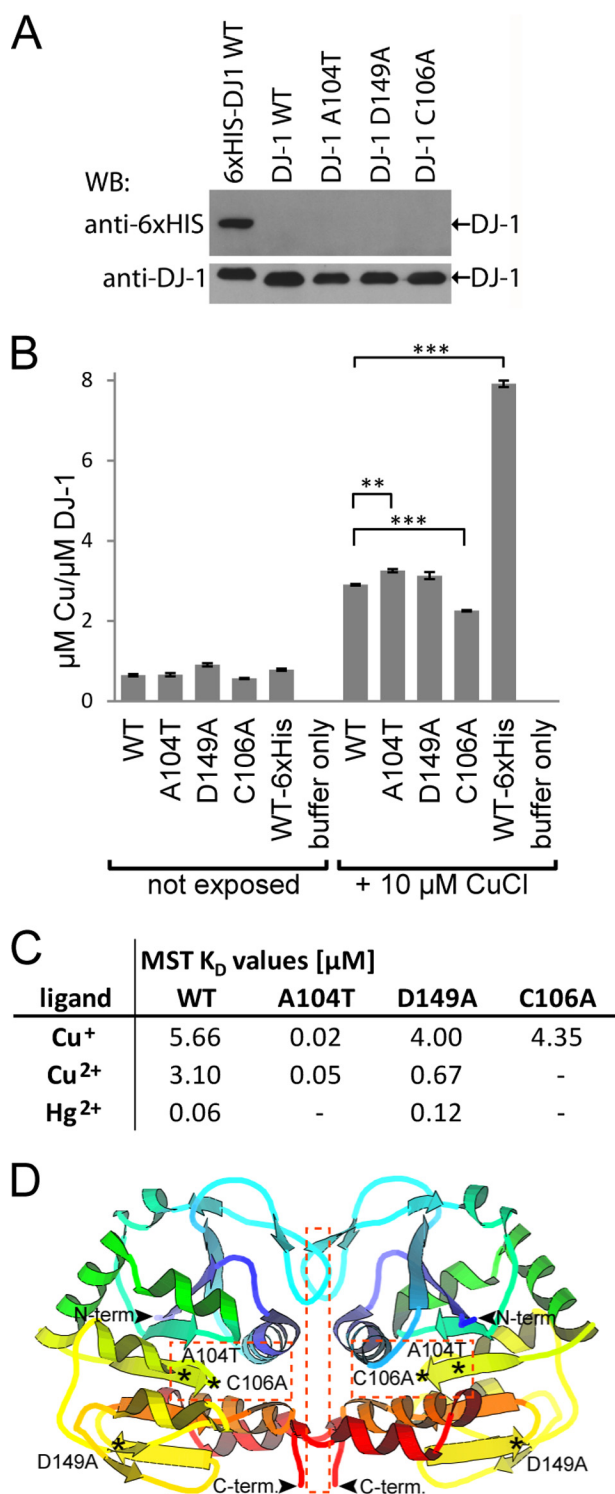 A
6xHIS-DJ1 WT
DJ-1 WT
DJ-1 A104T
DJ-1 D149A
DJ-1 C106A
WB:
anti-6xHIS ←DJ-1
anti-DJ-1 ←DJ-1
B
μM Cu/μM DJ-1
8
6
4
2
0
***
**
***
WT
A104T
D149A
C106A
WT-6xHis
buffer only
WT
A104T
D149A
C106A
WT-6xHis
buffer only
not exposed
+ 10 μM CuCl
C
MST K_D values [μM]
ligand WT A104T D149A C106A
Cu⁺ 5.66 0.02 4.00 4.35
Cu²⁺ 3.10 0.05 0.67 -
Hg²⁺ 0.06 - 0.12 -
D
N-term. N-term.
A104T A104T
* * C106A C106A * *
D149A * * D149A
C-term. C-term.